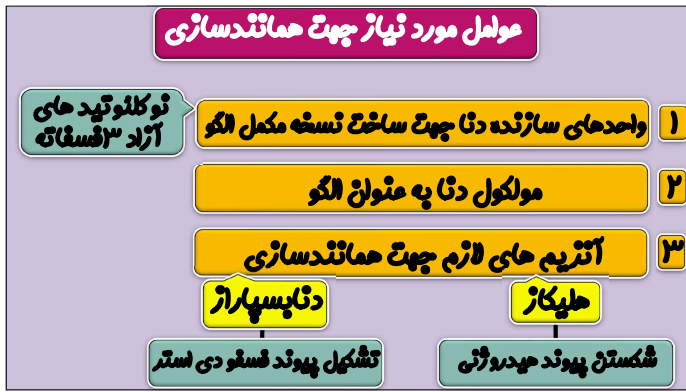 عوامل مورد نیاز جهت همانندسازی
۱
واحدهای سازنده دنا جهت ساخت نسخه مکمل الگو
نوکلئوتید های
آزاد ۳فسفاته
۲
مولکول دنا به عنوان الگو
۳
آنزیم های لازم جهت همانندسازی
هلیکاز
دنابسپاراز
شکستن پیوند هیدروژنی
تشکیل پیوند فسفو دی استر